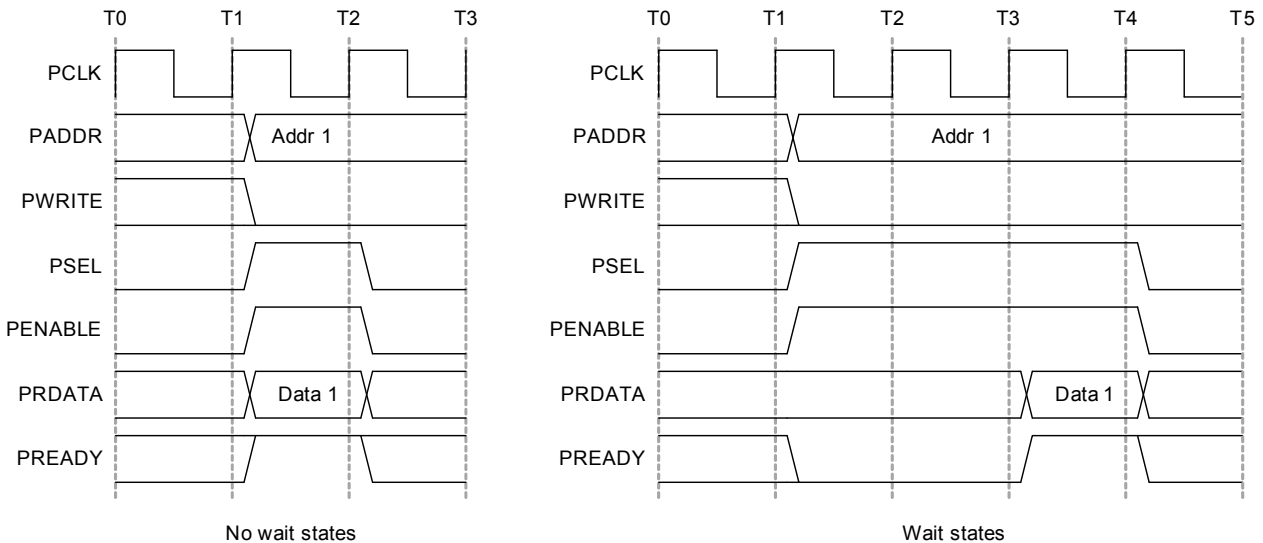 T0 T1 T2 T3
PCLK
PADDR Addr 1
PWRITE
PSEL
PENABLE
PRDATA Data 1
PREADY
No wait states
T0 T1 T2 T3 T4 T5
PCLK
PADDR Addr 1
PWRITE
PSEL
PENABLE
PRDATA Data 1
PREADY
Wait states